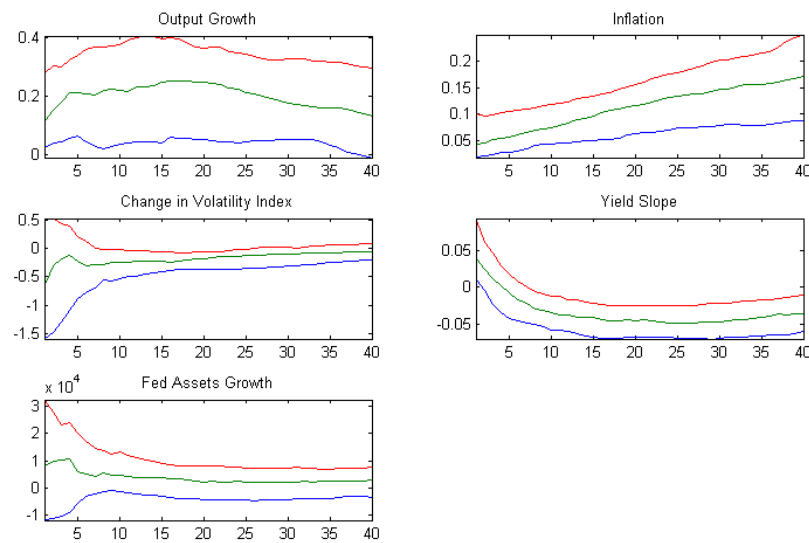 Output Growth
0.4
0.2
0
5 10 15 20 25 30 35 40
Inflation
0.2
0.15
0.1
0.05
5 10 15 20 25 30 35 40
Change in Volatility Index
0.5
0
-0.5
-1
-1.5
5 10 15 20 25 30 35 40
Yield Slope
0.05
0
-0.05
5 10 15 20 25 30 35 40
x 10^4
Fed Assets Growth
3
2
1
0
-1
5 10 15 20 25 30 35 40